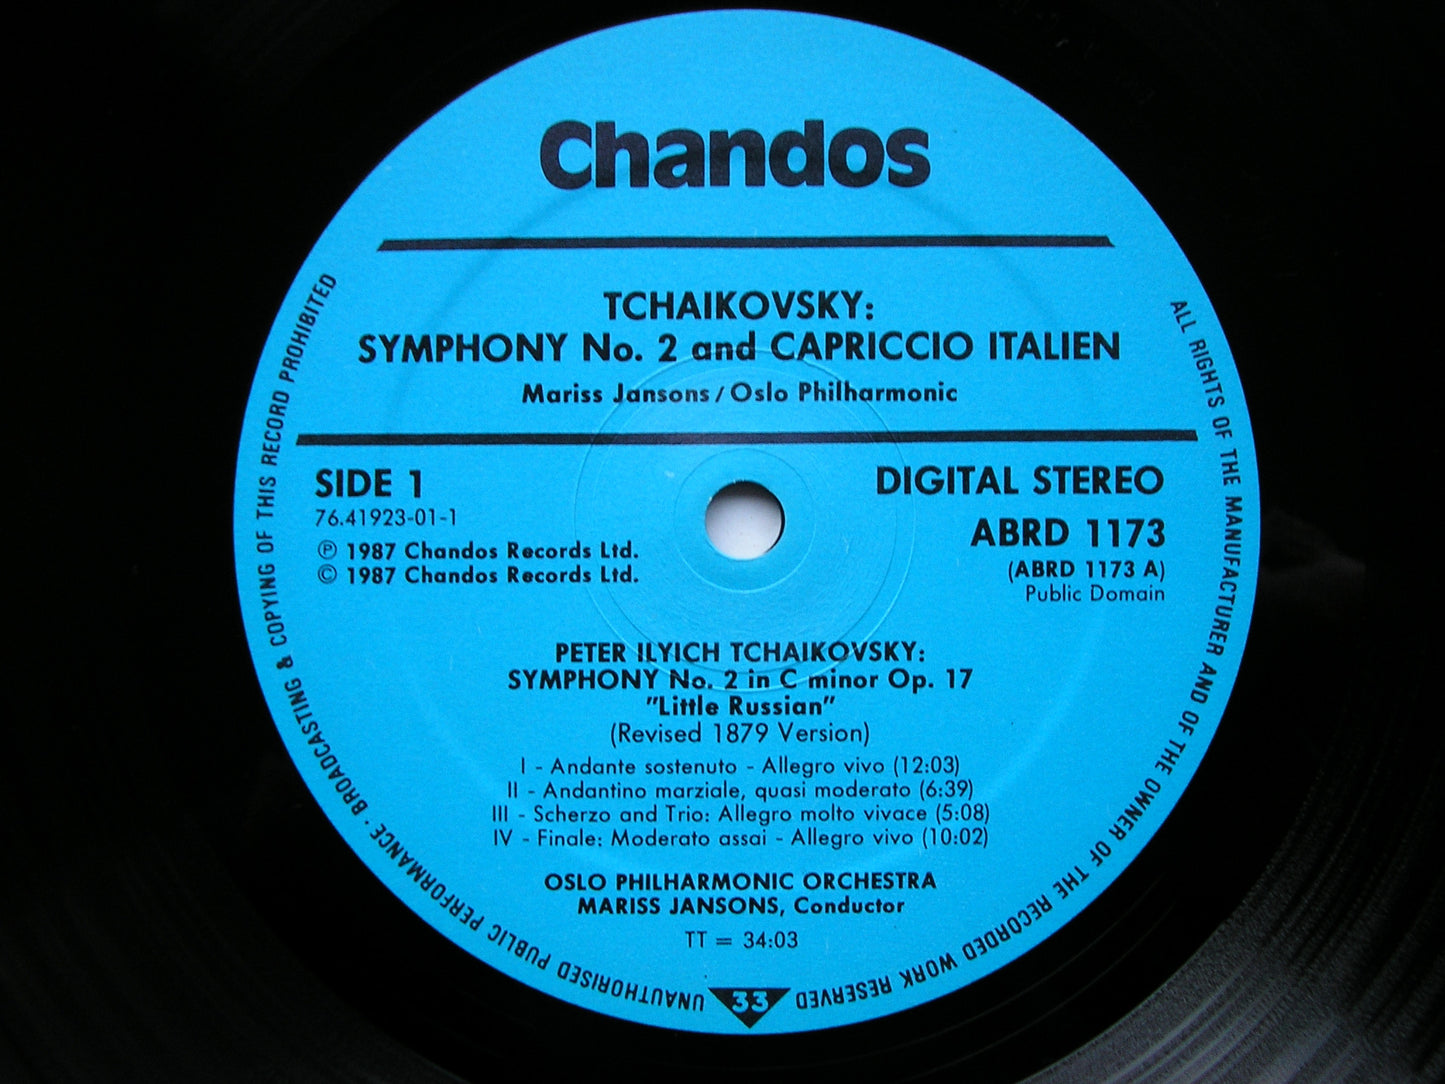 Chandos
TCHAIKOVSKY:
SYMPHONY No. 2 and CAPRICCIO ITALIEN
Mariss Jansons / Oslo Philharmonic
SIDE 1
76.41923-01-1
℗ 1987 Chandos Records Ltd.
© 1987 Chandos Records Ltd.
DIGITAL STEREO
ABRD 1173
(ABRD 1173 A)
Public Domain
PETER ILYICH TCHAIKOVSKY:
SYMPHONY No. 2 in C minor Op. 17
"Little Russian"
(Revised 1879 Version)
I - Andante sostenuto - Allegro vivo (12:03)
II - Andantino marziale, quasi moderato (6:39)
III - Scherzo and Trio: Allegro molto vivace (5:08)
IV - Finale: Moderato assai - Allegro vivo (10:02)
OSLO PHILHARMONIC ORCHESTRA
MARISS JANSONS, Conductor
TT = 34:03
33
ALL RIGHTS OF THE MANUFACTURER AND OF THE OWNER OF THE RECORDED WORK RESERVED
UNAUTHORISED PUBLIC PERFORMANCE · BROADCASTING & COPYING OF THIS RECORD PROHIBITED